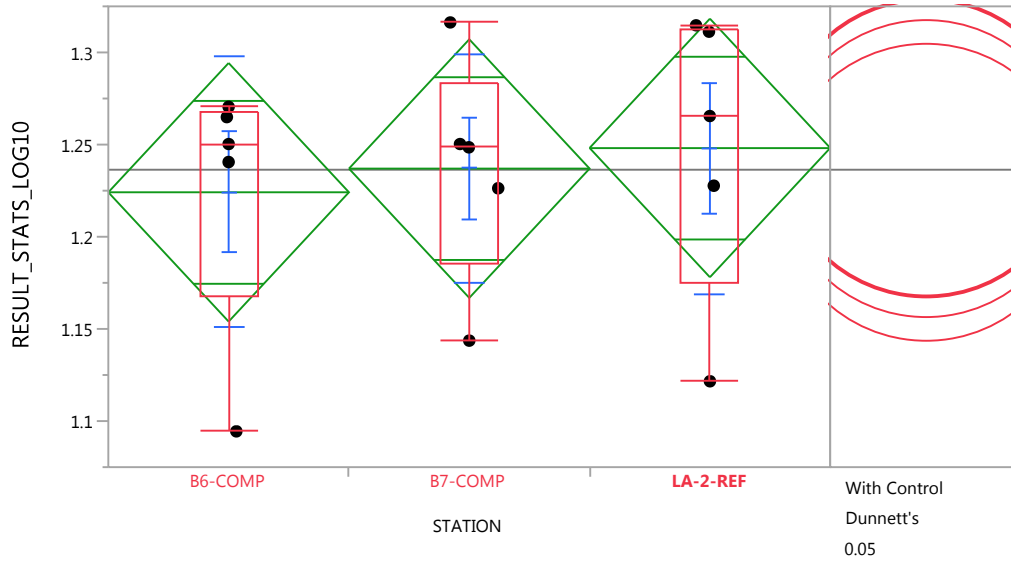 RESULT_STATS_LOG10
1.3
1.25
1.2
1.15
1.1
B6-COMP
B7-COMP
LA-2-REF
STATION
With Control
Dunnett's
0.05